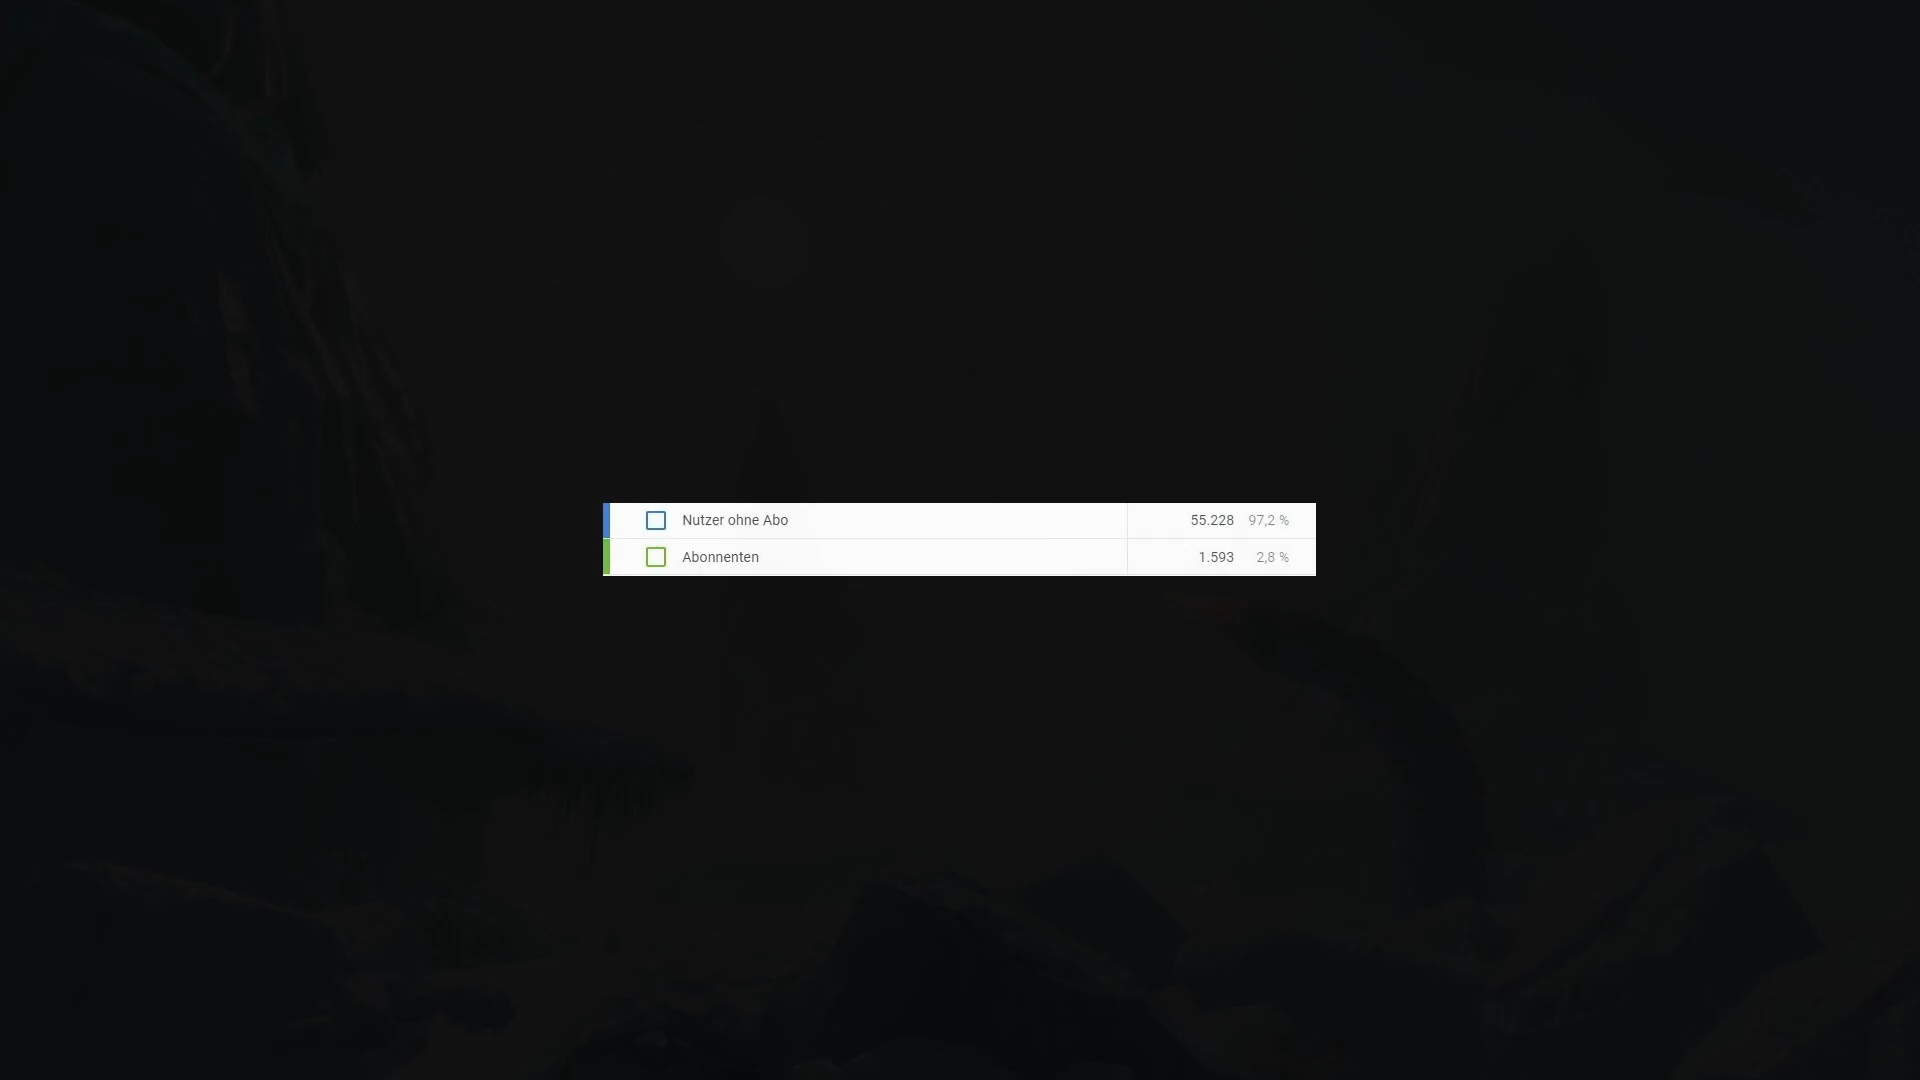 Nutzer ohne Abo 55.228 97,2 %
Abonnenten 1.593 2,8 %